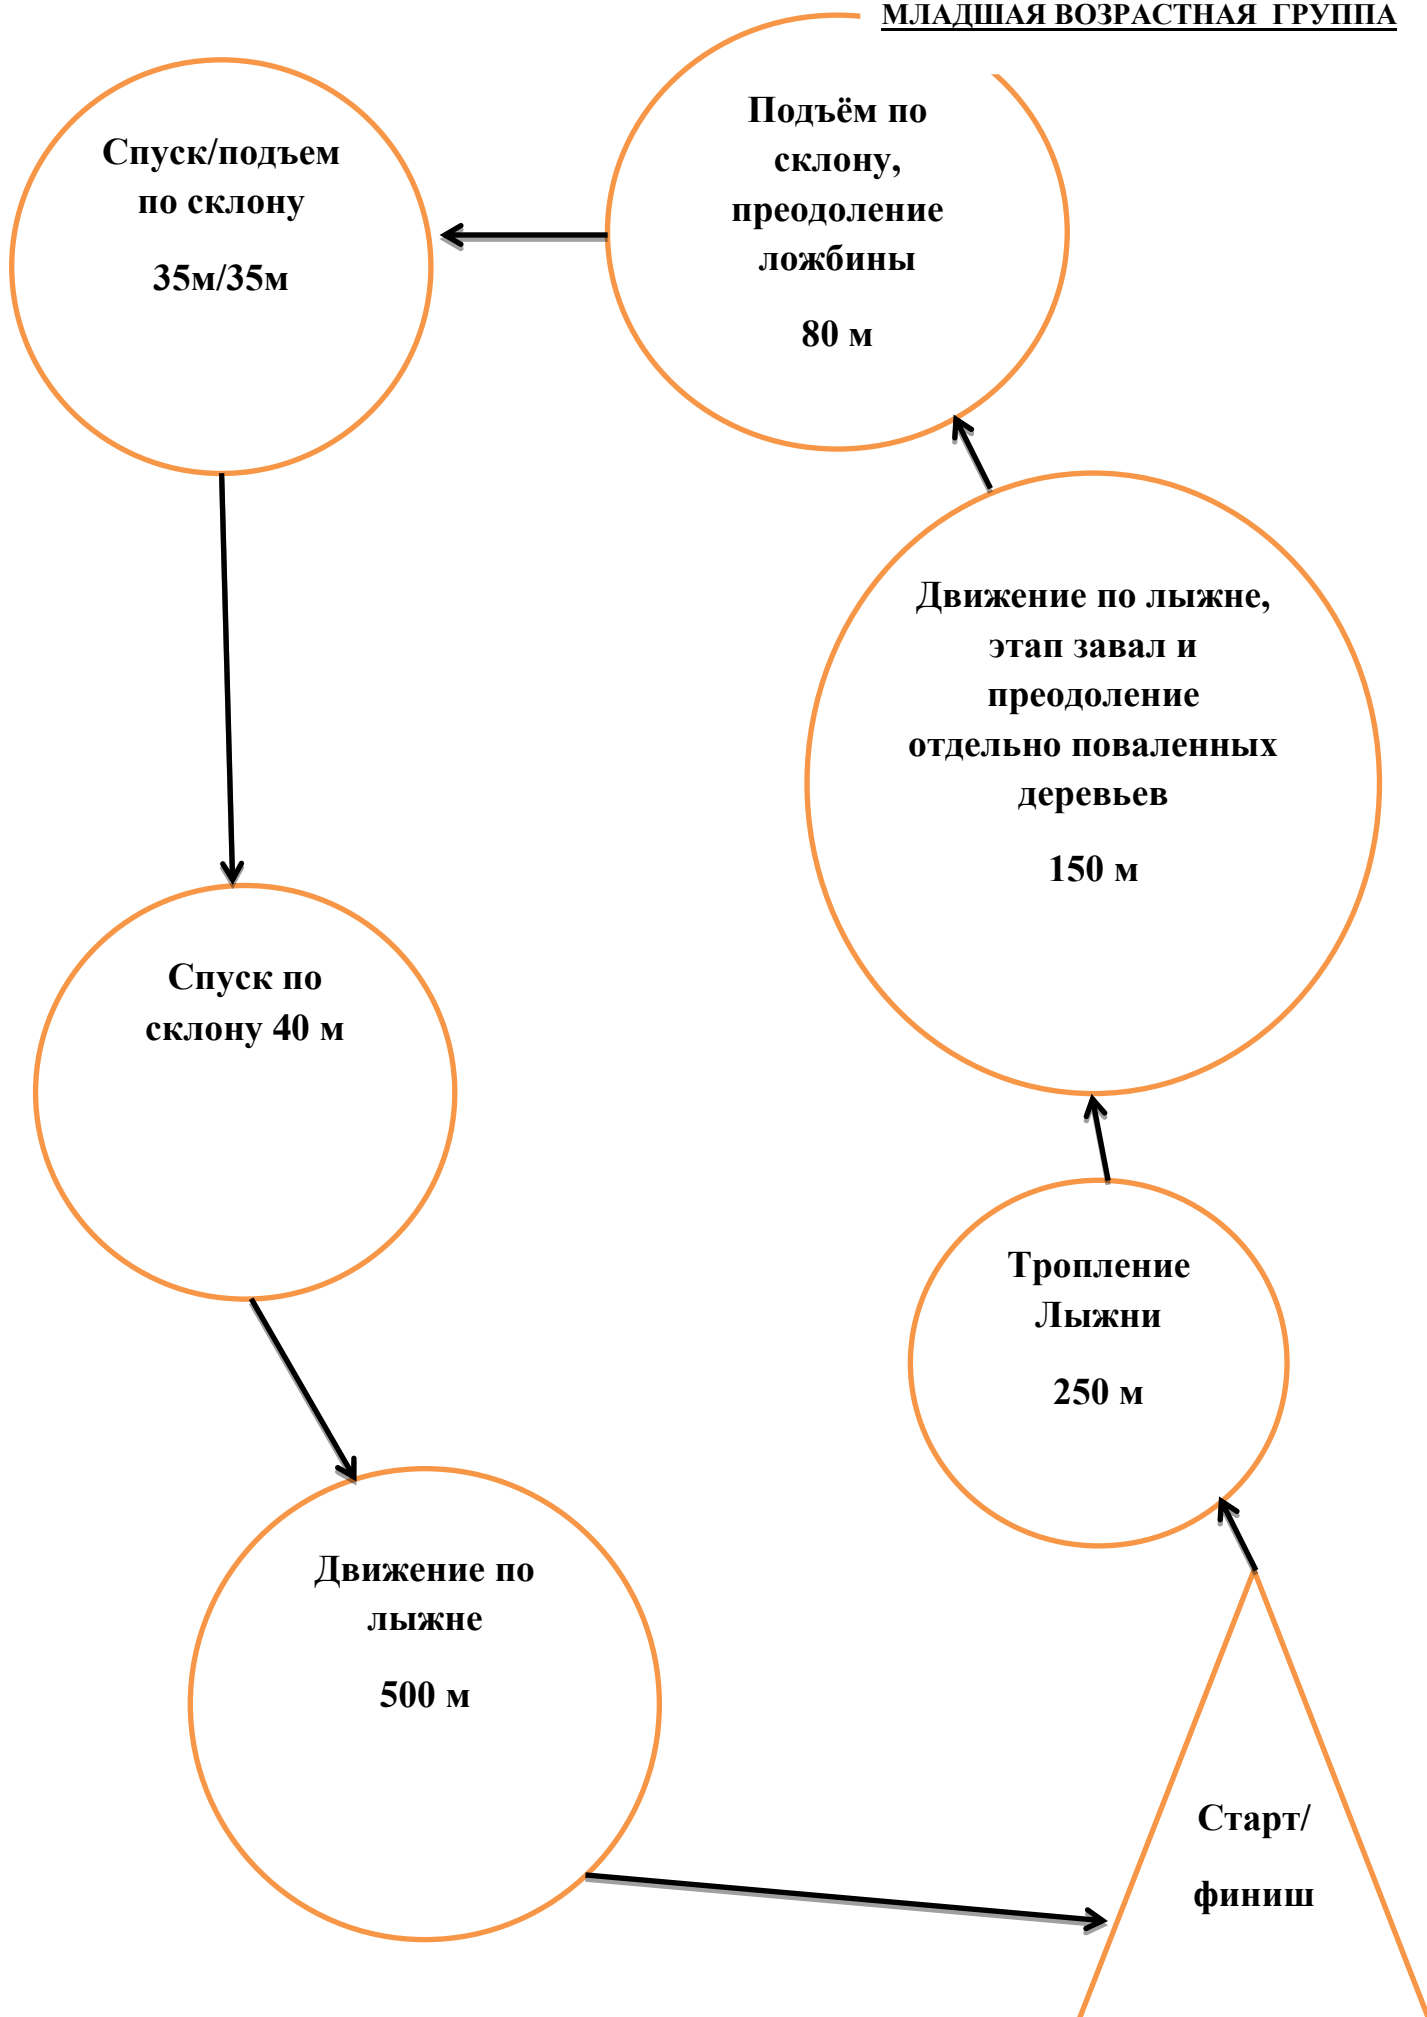 МЛАДШАЯ ВОЗРАСТНАЯ ГРУППА
Подъём по
склону,
преодоление
ложбины
80 м
Спуск/подъем
по склону
35м/35м
Движение по лыжне,
этап завал и
преодоление
отдельно поваленных
деревьев
150 м
Спуск по
склону 40 м
Тропление
Лыжни
250 м
Движение по
лыжне
500 м
Старт/
финиш